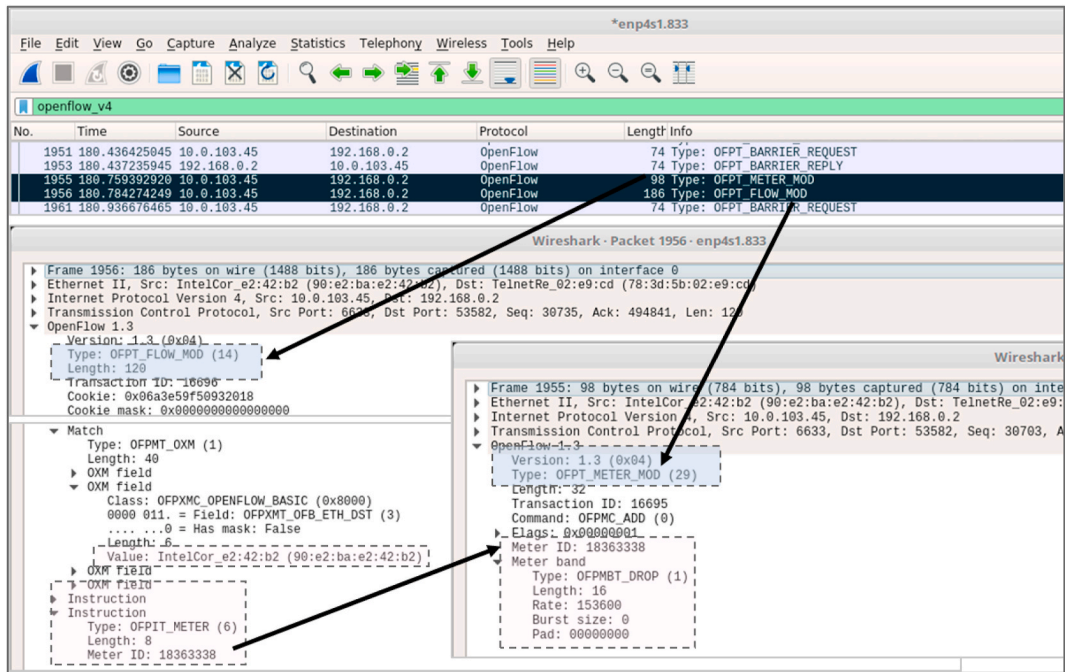 *enp4s1.833
File Edit View Go Capture Analyze Statistics Telephony Wireless Tools Help
openflow_v4
No. Time Source Destination Protocol Length Info
1951 180.436425045 10.0.103.45 192.168.0.2 OpenFlow 74 Type: OFPT_BARRIER_REQUEST
1953 180.437235945 192.168.0.2 10.0.103.45 OpenFlow 74 Type: OFPT_BARRIER_REPLY
1955 180.759392920 10.0.103.45 192.168.0.2 OpenFlow 98 Type: OFPT_METER_MOD
1956 180.784274249 10.0.103.45 192.168.0.2 OpenFlow 186 Type: OFPT_FLOW_MOD
1961 180.936676465 10.0.103.45 192.168.0.2 OpenFlow 74 Type: OFPT_BARRIER_REQUEST
Wireshark · Packet 1956 · enp4s1.833
Frame 1956: 186 bytes on wire (1488 bits), 186 bytes captured (1488 bits) on interface 0
Ethernet II, Src: IntelCor_e2:42:b2 (90:e2:ba:e2:42:b2), Dst: TelnetRe_02:e9:cd (78:3d:5b:02:e9:cd)
Internet Protocol Version 4, Src: 10.0.103.45, Dst: 192.168.0.2
Transmission Control Protocol, Src Port: 6633, Dst Port: 53582, Seq: 30735, Ack: 494841, Len: 120
OpenFlow 1.3
Version: 1.3 (0x04)
Type: OFPT_FLOW_MOD (14)
Length: 120
Transaction ID: 16696
Cookie: 0x06a3e59f50932018
Cookie mask: 0x0000000000000000
Match
Type: OFPMT_OXM (1)
Length: 40
OXM field
OXM field
Class: OFPXMC_OPENFLOW_BASIC (0x8000)
0000 011. = Field: OFPXMT_OFB_ETH_DST (3)
.... ...0 = Has mask: False
Length: 6
Value: IntelCor_e2:42:b2 (90:e2:ba:e2:42:b2)
OXM field
OXM field
Instruction
Instruction
Type: OFPIT_METER (6)
Length: 8
Meter ID: 18363338
Wireshark
Frame 1955: 98 bytes on wire (784 bits), 98 bytes captured (784 bits) on inte
Ethernet II, Src: IntelCor_e2:42:b2 (90:e2:ba:e2:42:b2), Dst: TelnetRe_02:e9:
Internet Protocol Version 4, Src: 10.0.103.45, Dst: 192.168.0.2
Transmission Control Protocol, Src Port: 6633, Dst Port: 53582, Seq: 30703, A
OpenFlow 1.3
Version: 1.3 (0x04)
Type: OFPT_METER_MOD (29)
Length: 32
Transaction ID: 16695
Command: OFPMC_ADD (0)
Flags: 0x00000001
Meter ID: 18363338
Meter band
Type: OFPMBT_DROP (1)
Length: 16
Rate: 153600
Burst size: 0
Pad: 00000000